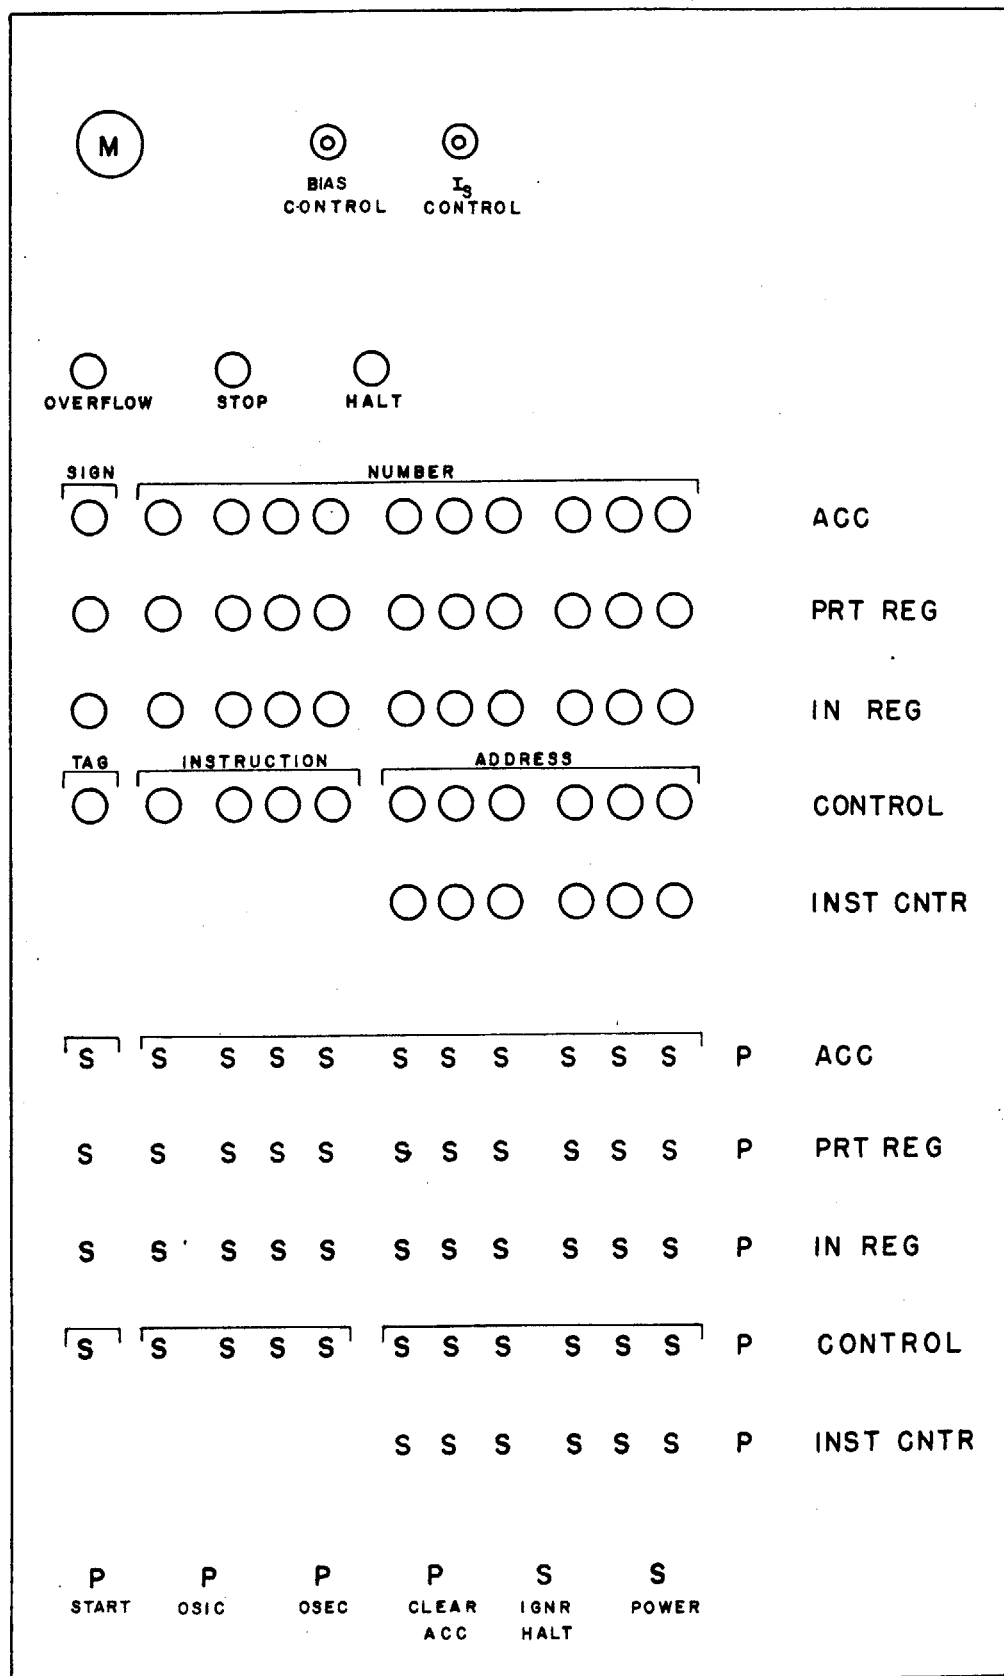 M
BIAS CONTROL
I_S CONTROL
OVERFLOW STOP HALT
SIGN NUMBER
ACC
PRT REG
IN REG
TAG INSTRUCTION ADDRESS
CONTROL
INST CNTR
S S S S S S S S S S S P ACC
S S S S S S S S S S S P PRT REG
S S S S S S S S S S S P IN REG
S S S S S S S S S S S P CONTROL
S S S S S S P INST CNTR
P P P P S S
START OSIC OSEC CLEAR ACC IGNR HALT POWER